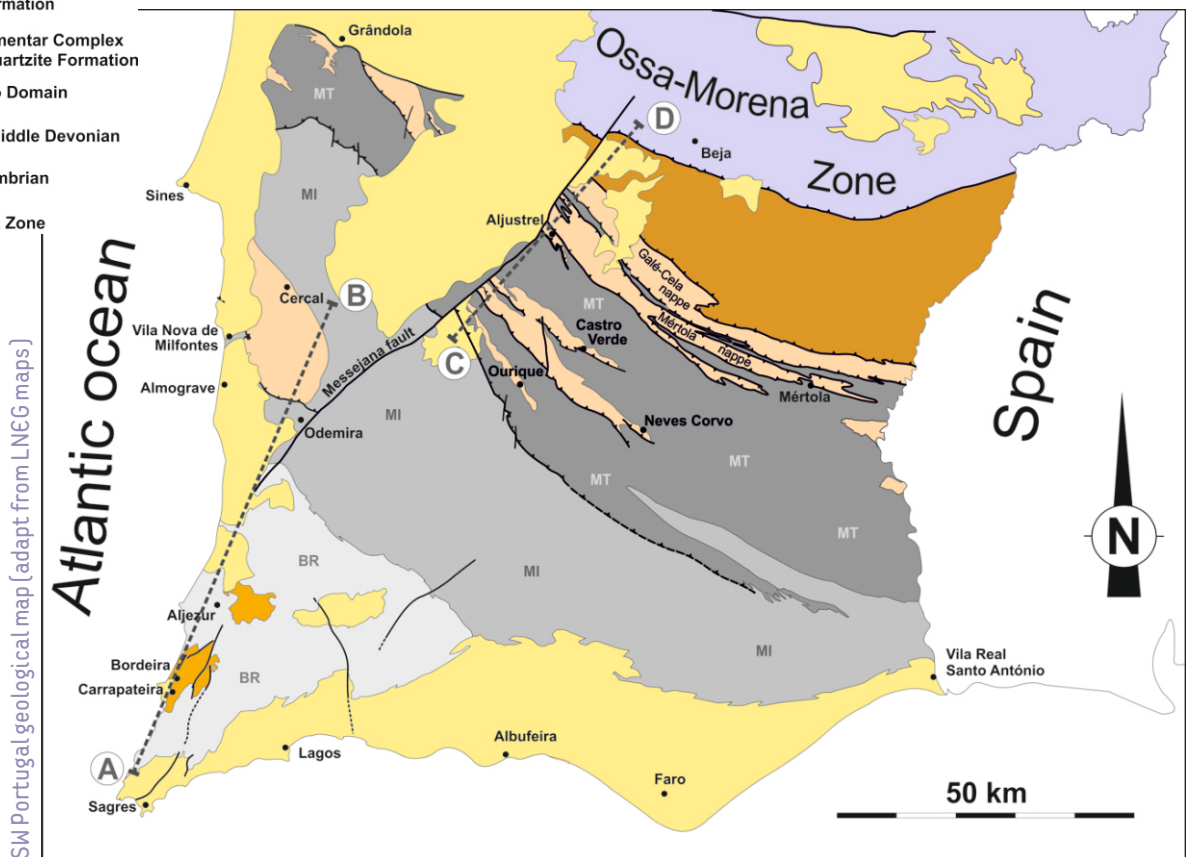 rmation
mentar Complex
uartzite Formation
Domain
iddle Devonian
mbrian
Zone
SW Portugal geological map (adapt from LNEG maps)
Atlantic ocean
Spain
Ossa-Morena
Zone
Grândola
MT
D
Beja
MI
Sines
Aljustrel
Galé-Cela
nappe
Cercal
B
MT
Mértola
nappe
Castro
Verde
Vila Nova de
Milfontes
Messejana fault
C
Ourique
Almograve
Mértola
MI
Odemira
Neves Corvo
MT
MT
N
MT
BR
MI
Aljezur
MI
Bordeira
Carrapateira
BR
Vila Real
Santo António
Albufeira
Lagos
A
Faro
50 km
Sagres